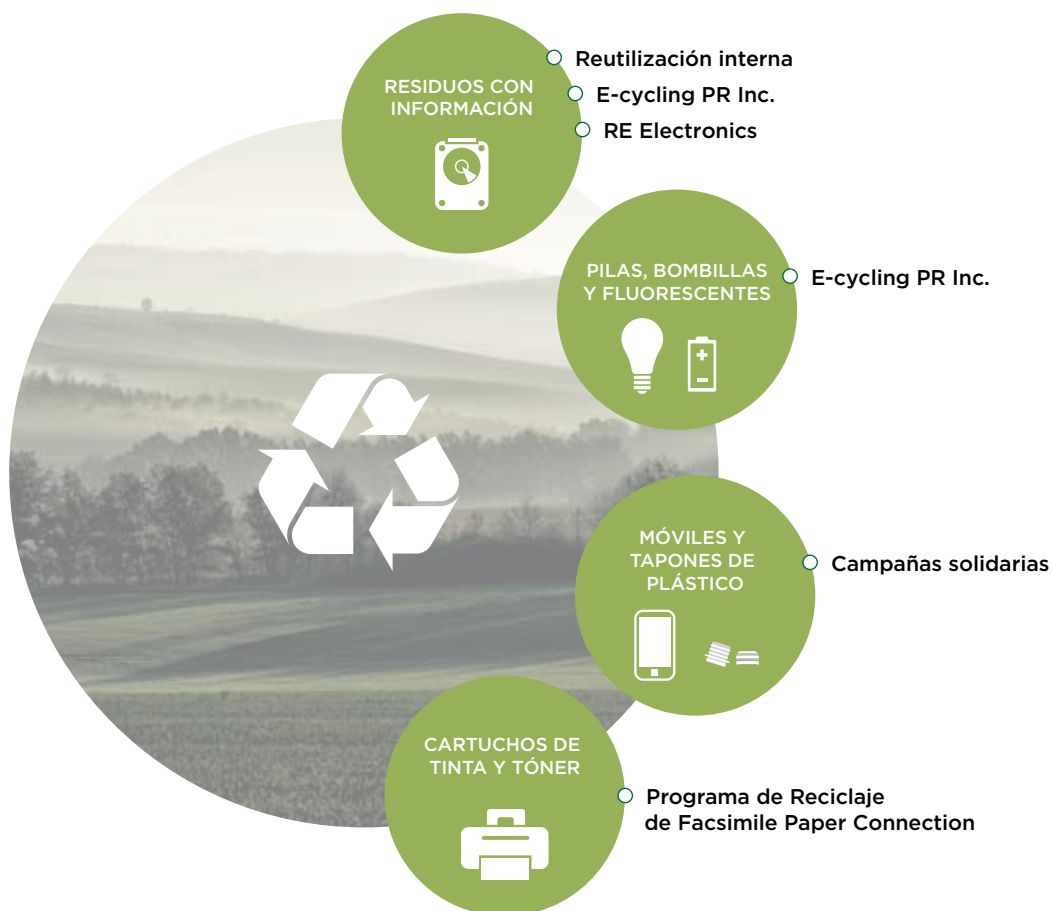 RESIDUOS CON
INFORMACIÓN
Reutilización interna
E-cycling PR Inc.
RE Electronics
PILAS, BOMBILLAS
Y FLUORESCENTES
E-cycling PR Inc.
MÓVILES Y
TAPONES DE
PLÁSTICO
Campañas solidarias
CARTUCHOS DE
TINTA Y TÓNER
Programa de Reciclaje
de Facsimile Paper Connection